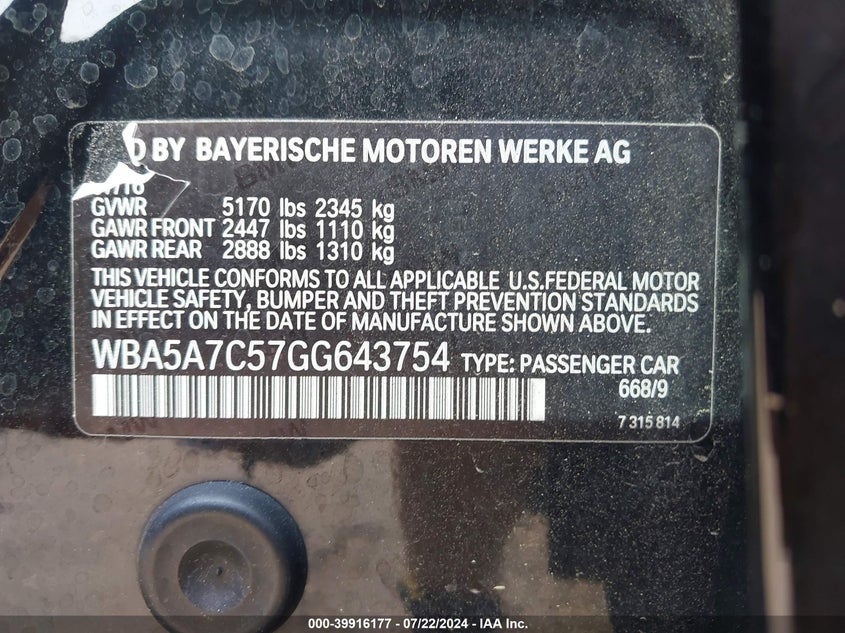 D BY BAYERISCHE MOTOREN WERKE AG
/16
GVWR 5170 lbs 2345 kg
GAWR FRONT 2447 lbs 1110 kg
GAWR REAR 2888 lbs 1310 kg
THIS VEHICLE CONFORMS TO ALL APPLICABLE U.S.FEDERAL MOTOR
VEHICLE SAFETY, BUMPER AND THEFT PREVENTION STANDARDS
IN EFFECT ON THE DATE OF MANUFACTURE SHOWN ABOVE.
WBA5A7C57GG643754 TYPE: PASSENGER CAR
668/9
7 315 814
000-39916177 - 07/22/2024 - IAA Inc.